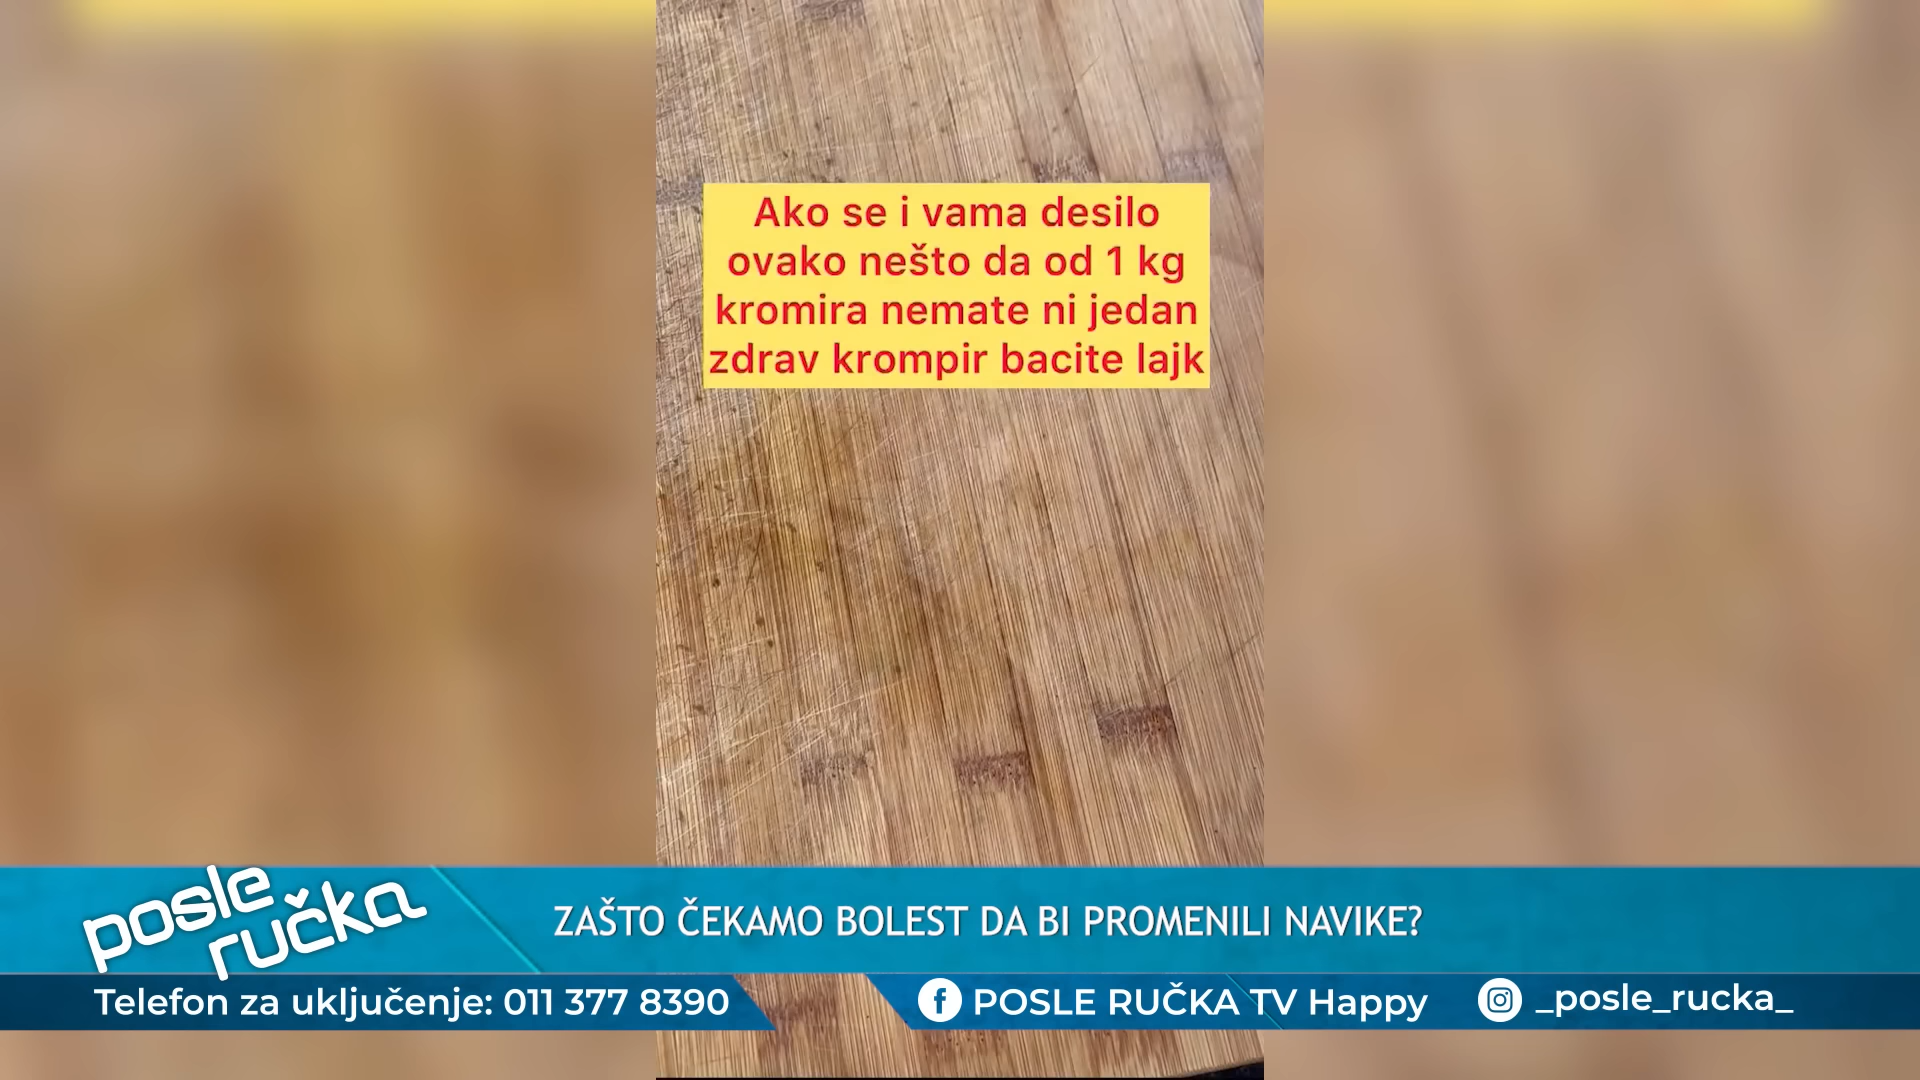 Ako se i vama desilo
ovako nešto da od 1 kg
kromira nemate ni jedan
zdrav krompir bacite lajk
posle
ručka
ZAŠTO ČEKAMO BOLEST DA BI PROMENILI NAVIKE?
Telefon za uključenje: 011 377 8390
POSLE RUČKA TV Happy
_posle_rucka_